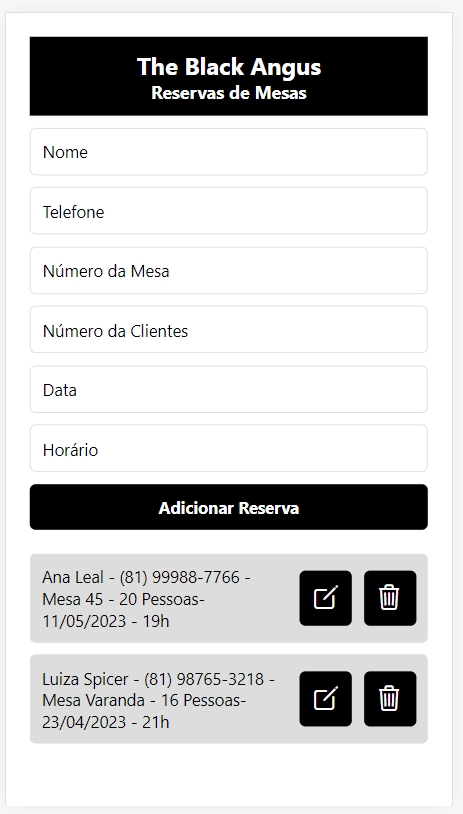 The Black Angus
Reservas de Mesas
Nome
Telefone
Número da Mesa
Número da Clientes
Data
Horário
Adicionar Reserva
Ana Leal - (81) 99988-7766 -
Mesa 45 - 20 Pessoas-
11/05/2023 - 19h
Luiza Spicer - (81) 98765-3218 -
Mesa Varanda - 16 Pessoas-
23/04/2023 - 21h